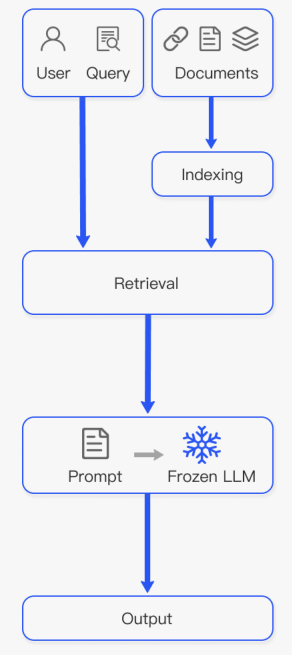 User Query
Documents
Indexing
Retrieval
Prompt
Frozen LLM
Output